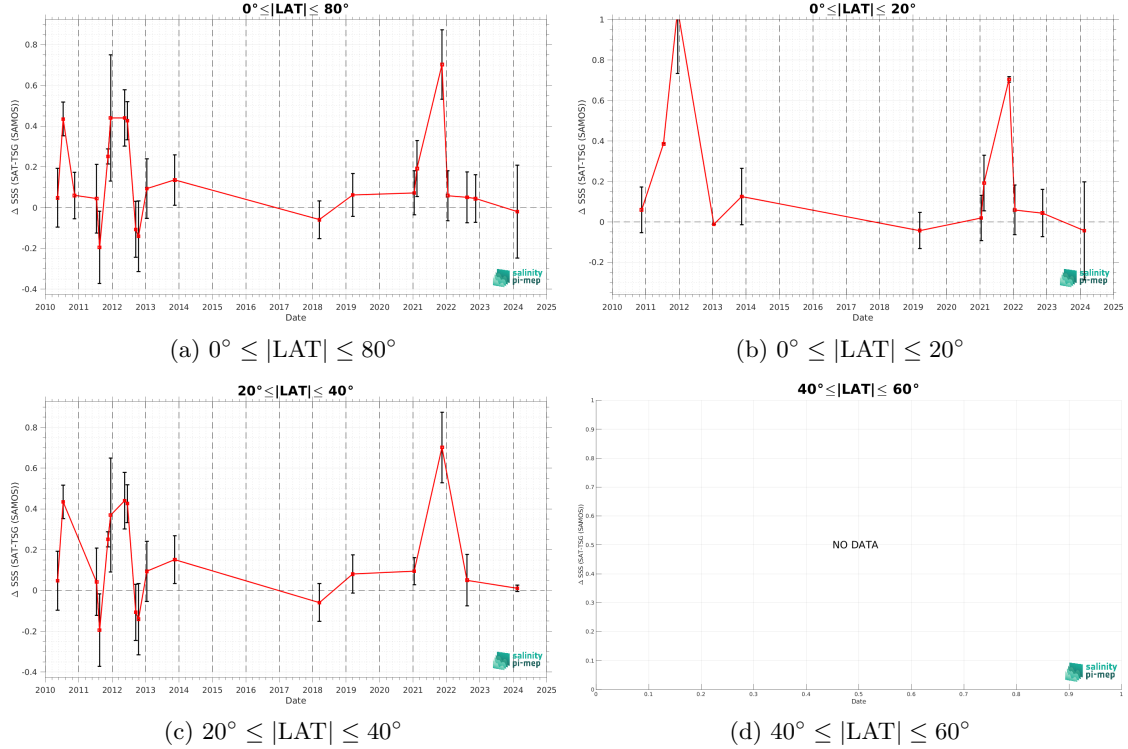 0°≤|LAT|≤ 80°
Δ SSS (SAT-TSG (SAMOS))
0.8
0.6
0.4
0.2
0
-0.2
-0.4
2010 2011 2012 2013 2014 2015 2016 2017 2018 2019 2020 2021 2022 2023 2024 2025
Date
salinity
pi-mep
(a) 0° ≤ |LAT| ≤ 80°
0°≤|LAT|≤ 20°
Δ SSS (SAT-TSG (SAMOS))
1
0.8
0.6
0.4
0.2
0
-0.2
2010 2011 2012 2013 2014 2015 2016 2017 2018 2019 2020 2021 2022 2023 2024 2025
Date
salinity
pi-mep
(b) 0° ≤ |LAT| ≤ 20°
20°≤|LAT|≤ 40°
Δ SSS (SAT-TSG (SAMOS))
0.8
0.6
0.4
0.2
0
-0.2
-0.4
2010 2011 2012 2013 2014 2015 2016 2017 2018 2019 2020 2021 2022 2023 2024 2025
Date
salinity
pi-mep
(c) 20° ≤ |LAT| ≤ 40°
40°≤|LAT|≤ 60°
Δ SSS (SAT-TSG (SAMOS))
1
0.9
0.8
0.7
0.6
0.5
0.4
0.3
0.2
0.1
0
NO DATA
0 0.1 0.2 0.3 0.4 0.5 0.6 0.7 0.8 0.9 1
Date
salinity
pi-mep
(d) 40° ≤ |LAT| ≤ 60°